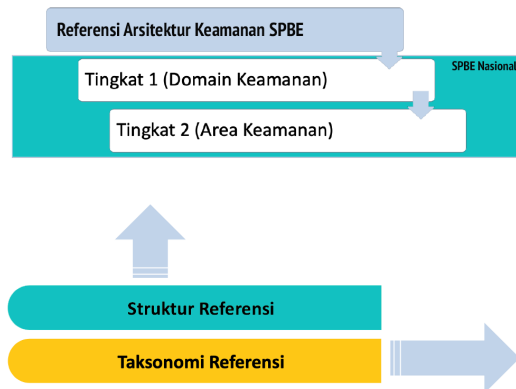 Referensi Arsitektur Keamanan SPBE
SPBE Nasional
Tingkat 1 (Domain Keamanan)
Tingkat 2 (Area Keamanan)
Struktur Referensi
Taksonomi Referensi